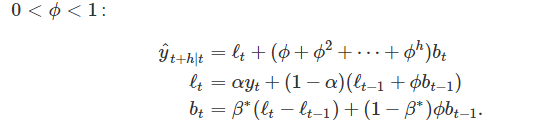 0 < ϕ < 1 :
ŷ_{t+h|t} = ℓ_t + (ϕ + ϕ^2 + ⋯ + ϕ^h)b_t
ℓ_t = αy_t + (1 − α)(ℓ_{t−1} + ϕb_{t−1})
b_t = β^*(ℓ_t − ℓ_{t−1}) + (1 − β^*)ϕb_{t−1}.